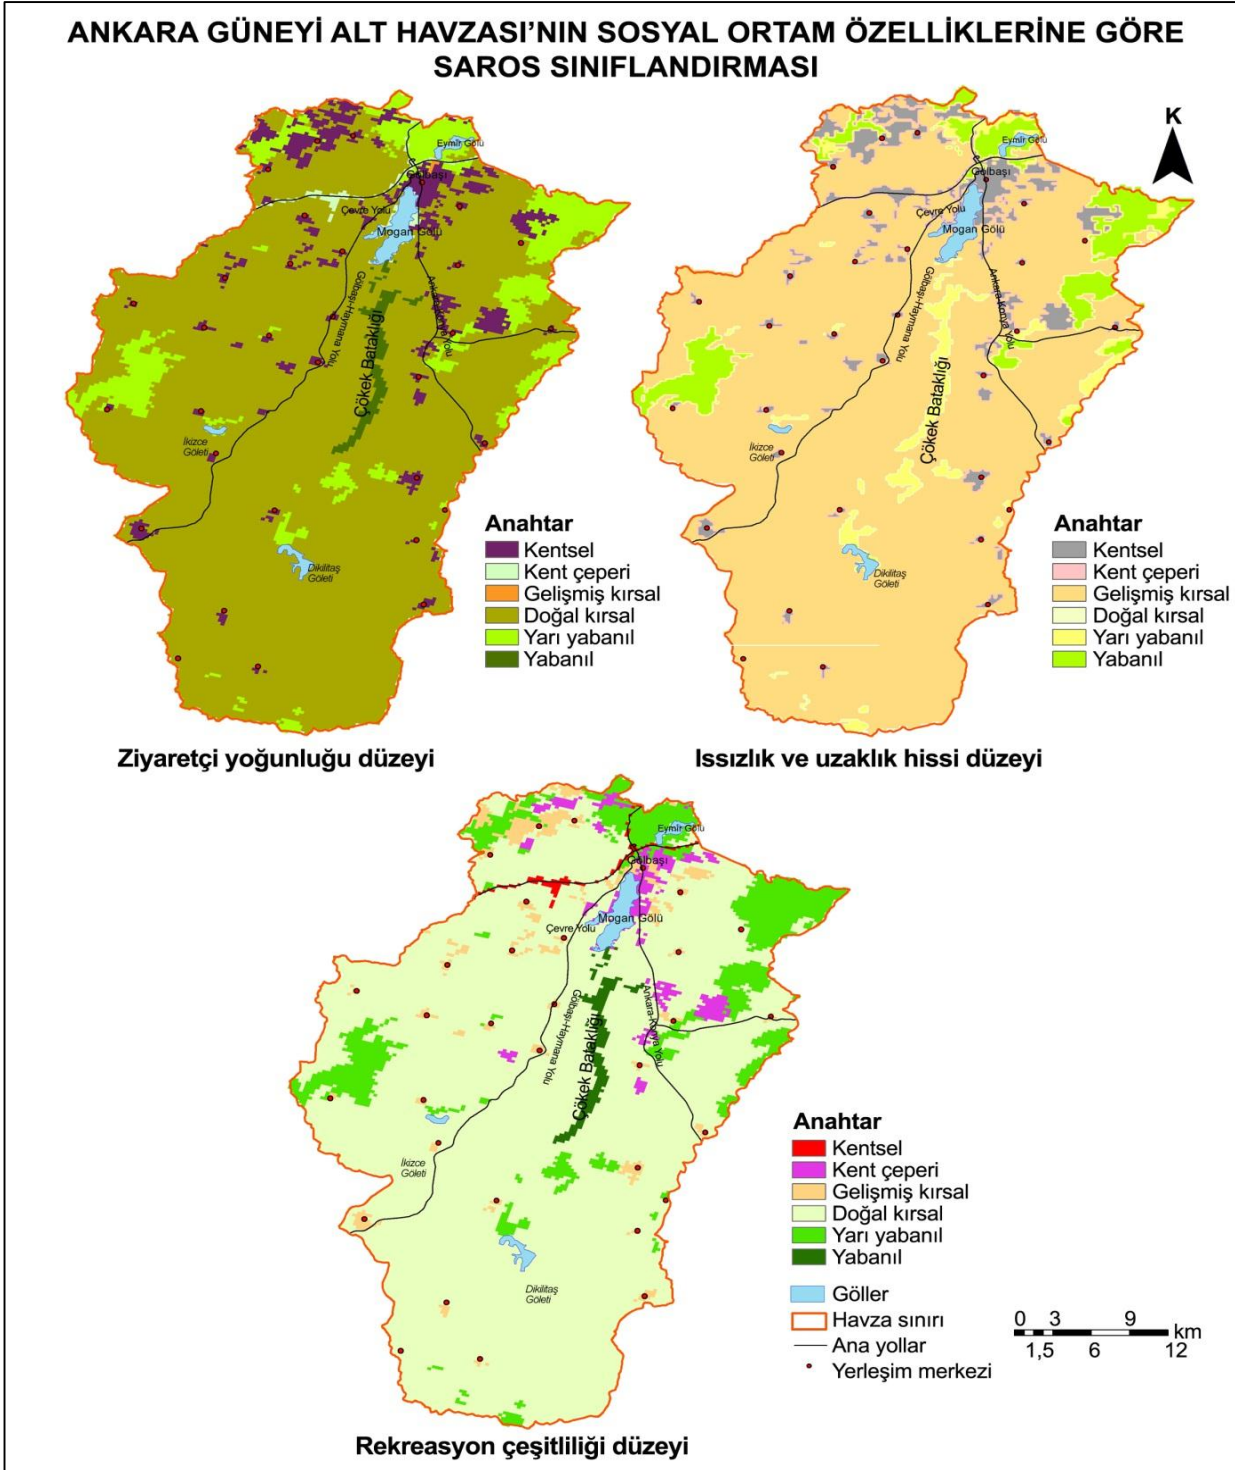 ANKARA GÜNEYİ ALT HAVZASI'NIN SOSYAL ORTAM ÖZELLİKLERİNE GÖRE
SAROS SINIFLANDIRMASI
K
Eymir Gölü
Gölbaşı
Çevre Yolu
Mogan Gölü
Gölbaşı-Haymana Yolu
Ankara-Konya Yolu
Çökek Bataklığı
İkizce
Göleti
Dikilitaş
Göleti
Anahtar
Kentsel
Kent çeperi
Gelişmiş kırsal
Doğal kırsal
Yarı yabanıl
Yabanıl
Ziyaretçi yoğunluğu düzeyi
Eymir Gölü
Gölbaşı
Çevre Yolu
Mogan Gölü
Gölbaşı-Haymana Yolu
Ankara-Konya Yolu
Çökek Bataklığı
İkizce
Göleti
Dikilitaş
Göleti
Anahtar
Kentsel
Kent çeperi
Gelişmiş kırsal
Doğal kırsal
Yarı yabanıl
Yabanıl
Issızlık ve uzaklık hissi düzeyi
Eymir Gölü
Gölbaşı
Mogan Gölü
Çevre Yolu
Gölbaşı-Haymana Yolu
Ankara-Konya Yolu
Çökek Bataklığı
İkizce
Göleti
Dikilitaş
Göleti
Anahtar
Kentsel
Kent çeperi
Gelişmiş kırsal
Doğal kırsal
Yarı yabanıl
Yabanıl
Göller
Havza sınırı
Ana yollar
Yerleşim merkezi
0 3 9
km
1,5 6 12
Rekreasyon çeşitliliği düzeyi